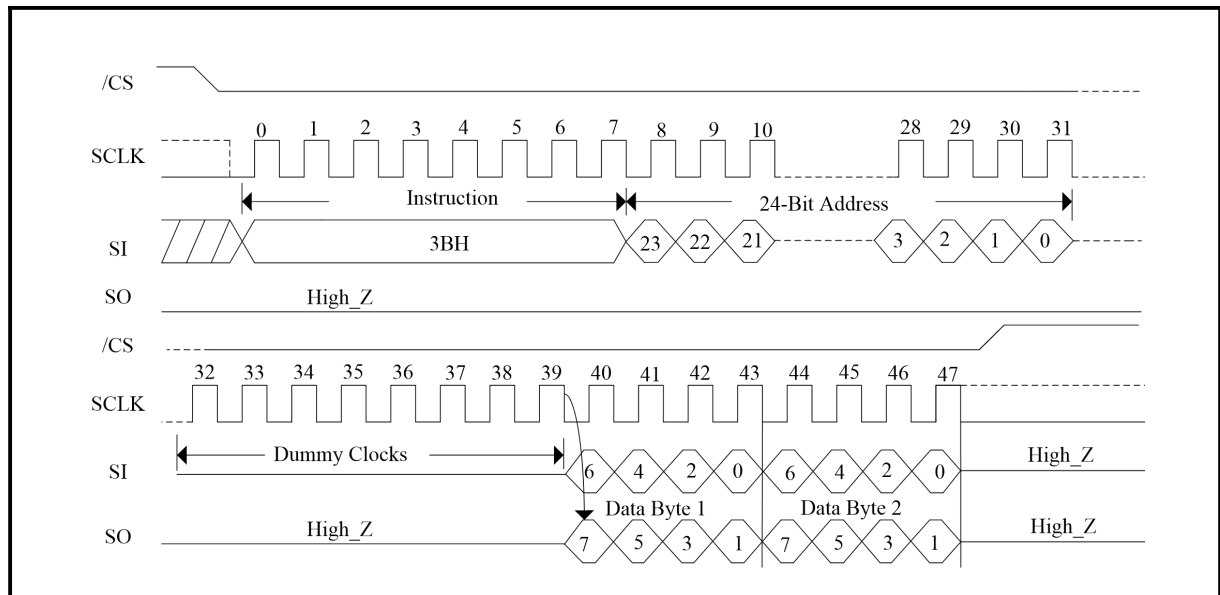 /CS
0 1 2 3 4 5 6 7 8 9 10 28 29 30 31
SCLK
Instruction 24-Bit Address
SI 3BH 23 22 21 3 2 1 0
SO High_Z
/CS
32 33 34 35 36 37 38 39 40 41 42 43 44 45 46 47
SCLK
Dummy Clocks
SI 6 4 2 0 6 4 2 0 High_Z
Data Byte 1 Data Byte 2
SO High_Z 7 5 3 1 7 5 3 1 High_Z